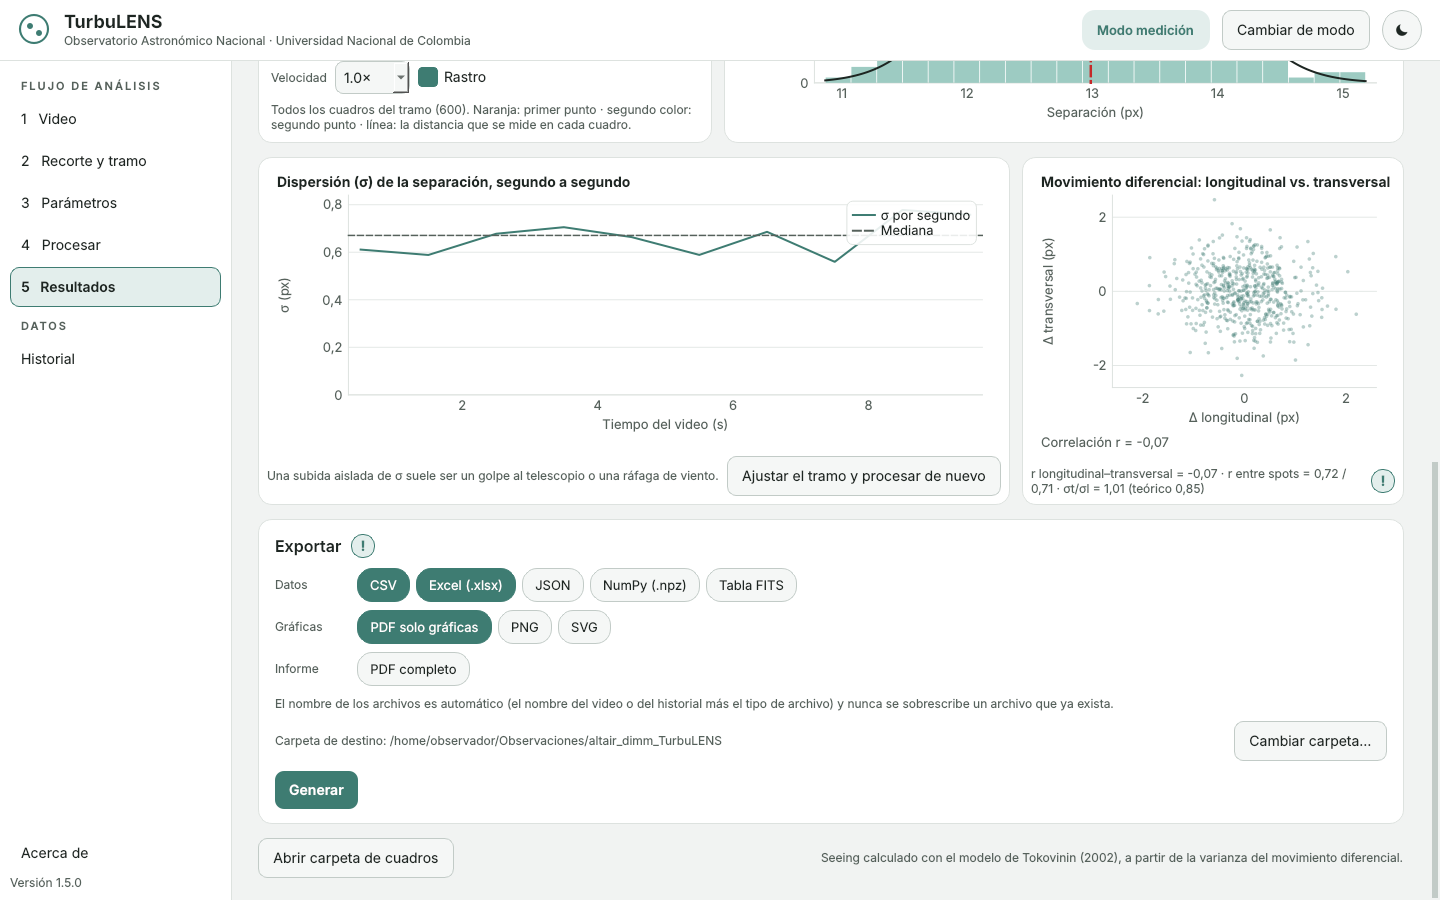 TurbuLENS
Observatorio Astronómico Nacional · Universidad Nacional de Colombia
Modo medición
Cambiar de modo
FLUJO DE ANÁLISIS
1 Video
2 Recorte y tramo
3 Parámetros
4 Procesar
5 Resultados
DATOS
Historial
Acerca de
Versión 1.5.0
Velocidad
1.0×
Rastro
Todos los cuadros del tramo (600). Naranja: primer punto · segundo color:
segundo punto · línea: la distancia que se mide en cada cuadro.
0
11 12 13 14 15
Separación (px)
Dispersión (σ) de la separación, segundo a segundo
0,8
0,6
0,4
0,2
0
σ (px)
σ por segundo
Mediana
2 4 6 8
Tiempo del video (s)
Una subida aislada de σ suele ser un golpe al telescopio o una ráfaga de viento.
Ajustar el tramo y procesar de nuevo
Movimiento diferencial: longitudinal vs. transversal
2
0
-2
Δ transversal (px)
-2 0 2
Δ longitudinal (px)
Correlación r = -0,07
r longitudinal–transversal = -0,07 · r entre spots = 0,72 /
0,71 · σt/σl = 1,01 (teórico 0,85)
!
Exportar !
Datos CSV Excel (.xlsx) JSON NumPy (.npz) Tabla FITS
Gráficas PDF solo gráficas PNG SVG
Informe PDF completo
El nombre de los archivos es automático (el nombre del video o del historial más el tipo de archivo) y nunca se sobrescribe un archivo que ya exista.
Carpeta de destino: /home/observador/Observaciones/altair_dimm_TurbuLENS
Cambiar carpeta...
Generar
Abrir carpeta de cuadros
Seeing calculado con el modelo de Tokovinin (2002), a partir de la varianza del movimiento diferencial.